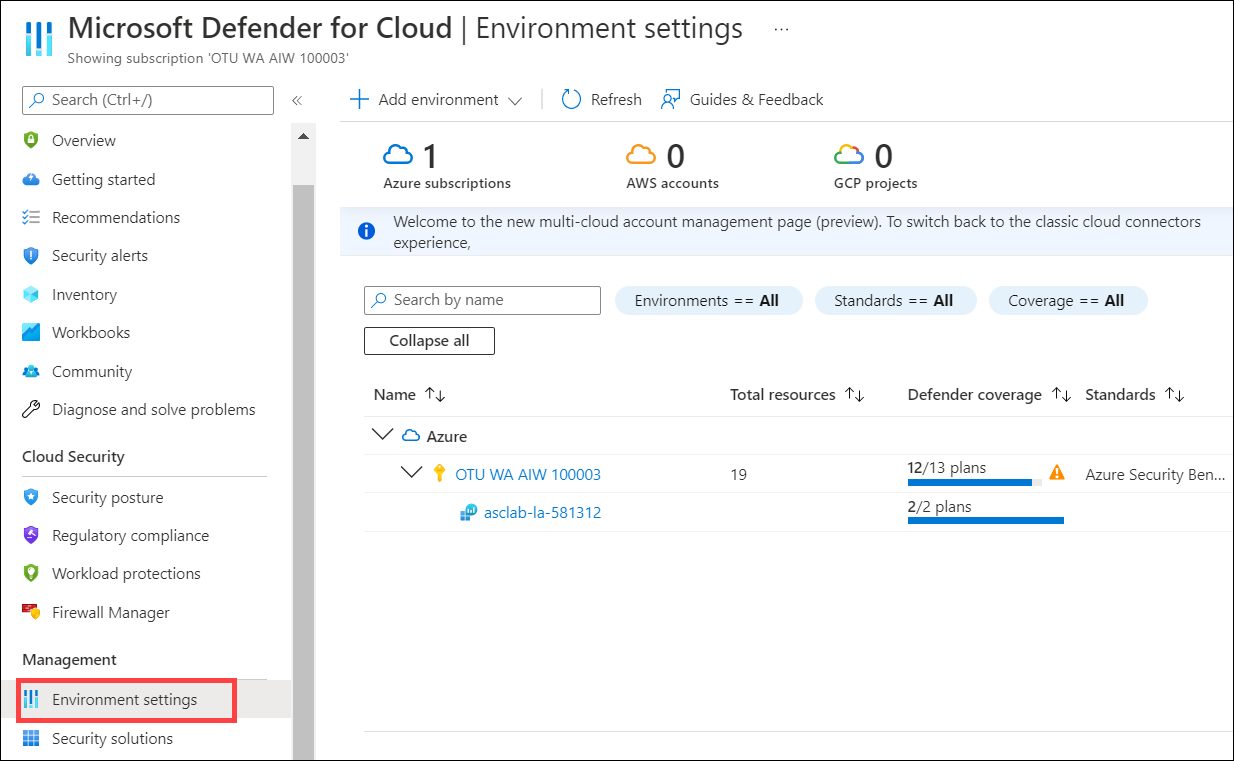 Microsoft Defender for Cloud | Environment settings ...
Showing subscription 'OTU WA AIW 100003'
Search (Ctrl+/)
«
Overview
Getting started
Recommendations
Security alerts
Inventory
Workbooks
Community
Diagnose and solve problems
Cloud Security
Security posture
Regulatory compliance
Workload protections
Firewall Manager
Management
Environment settings
Security solutions
Add environment
Refresh
Guides & Feedback
1
Azure subscriptions
0
AWS accounts
0
GCP projects
Welcome to the new multi-cloud account management page (preview). To switch back to the classic cloud connectors
experience,
Search by name
Environments == All
Standards == All
Coverage == All
Collapse all
Name Total resources Defender coverage Standards
Azure
OTU WA AIW 100003 19 12/13 plans Azure Security Ben...
asclab-la-581312 2/2 plans